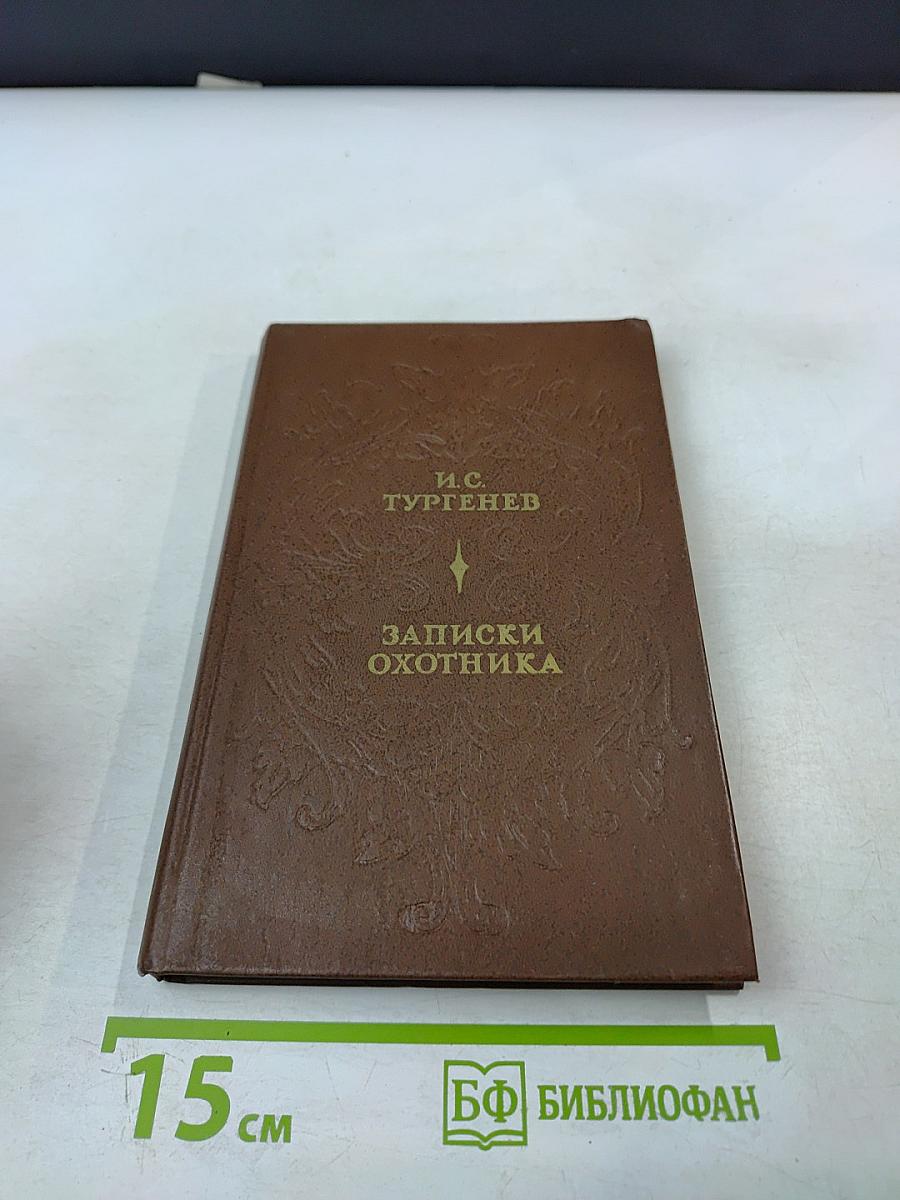 И.С.
ТУРГЕНЕВ
ЗАПИСКИ
ОХОТНИКА
15 см
БФ БИБЛИОФАН